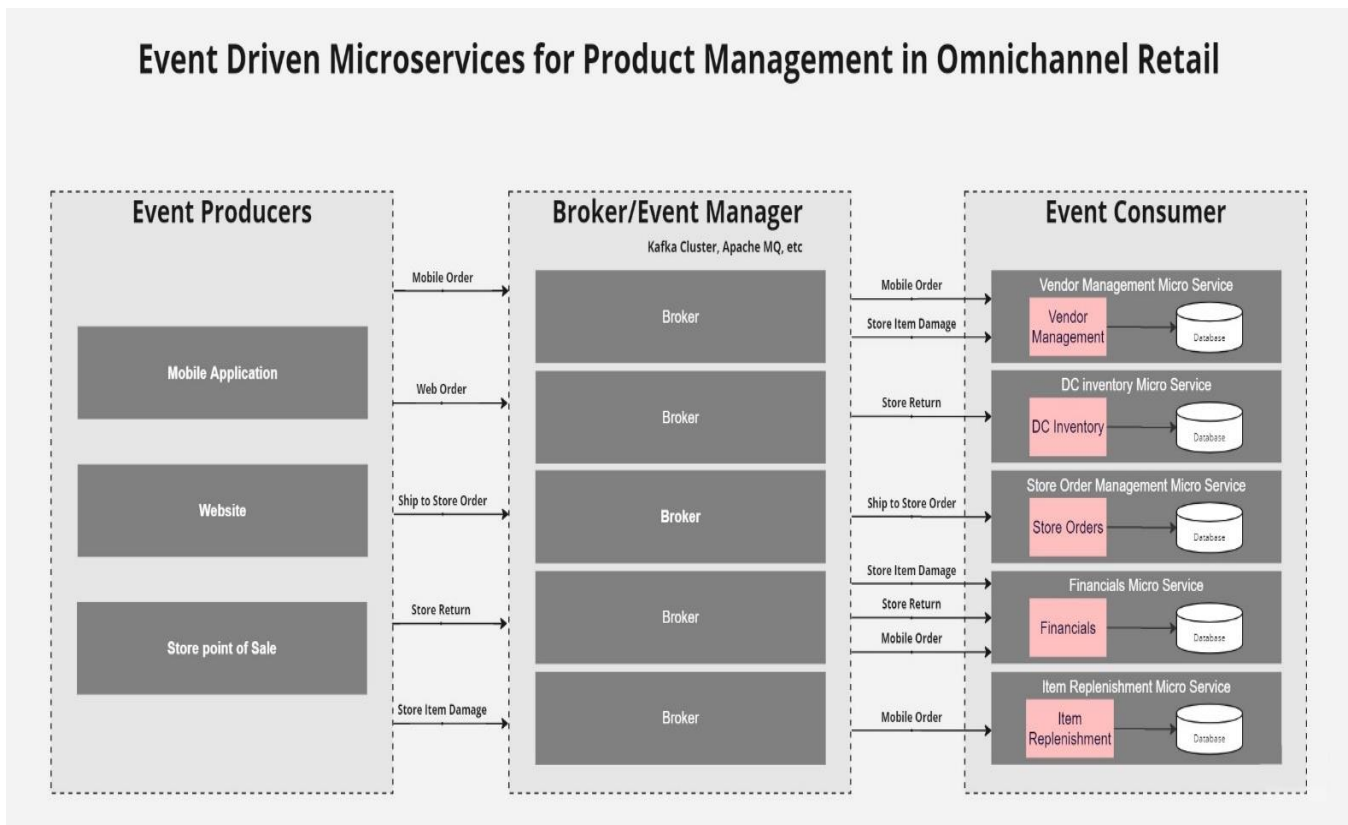 Event Driven Microservices for Product Management in Omnichannel Retail
Event Producers
Mobile Application
Website
Store point of Sale
Mobile Order
Web Order
Ship to Store Order
Store Return
Store Item Damage
Broker/Event Manager
Kafka Cluster, Apache MQ, etc
Broker
Broker
Broker
Broker
Broker
Mobile Order
Store Item Damage
Store Return
Ship to Store Order
Store Item Damage
Store Return
Mobile Order
Mobile Order
Event Consumer
Vendor Management Micro Service
Vendor
Management
Database
DC inventory Micro Service
DC Inventory
Database
Store Order Management Micro Service
Store Orders
Database
Financials Micro Service
Financials
Database
Item Replenishment Micro Service
Item
Replenishment
Database